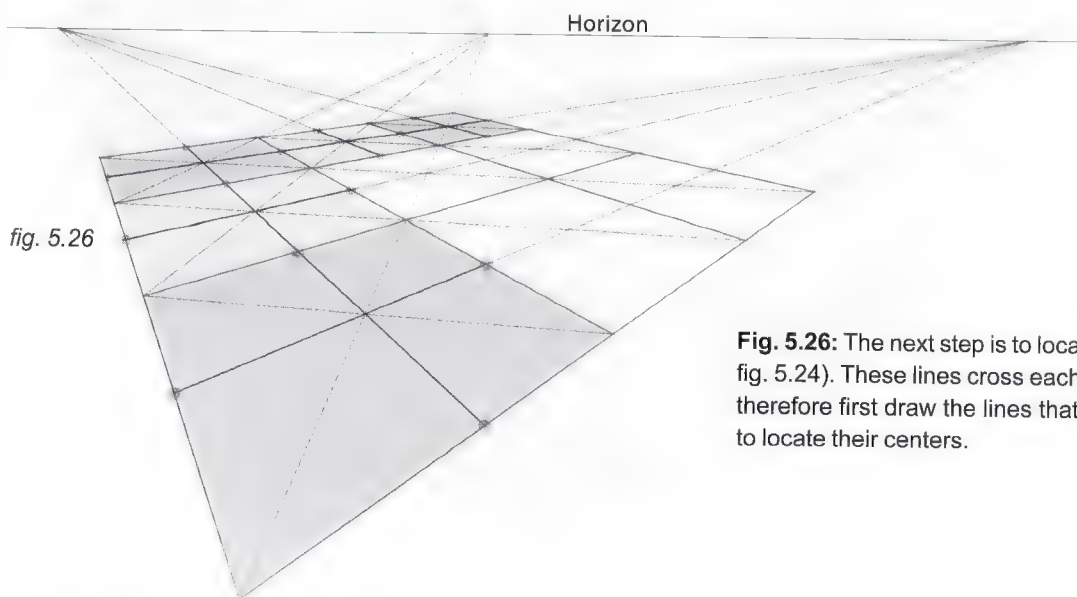 Horizon
fig. 5.26
Fig. 5.26: The next step is to loca
fig. 5.24). These lines cross each
therefore first draw the lines that
to locate their centers.